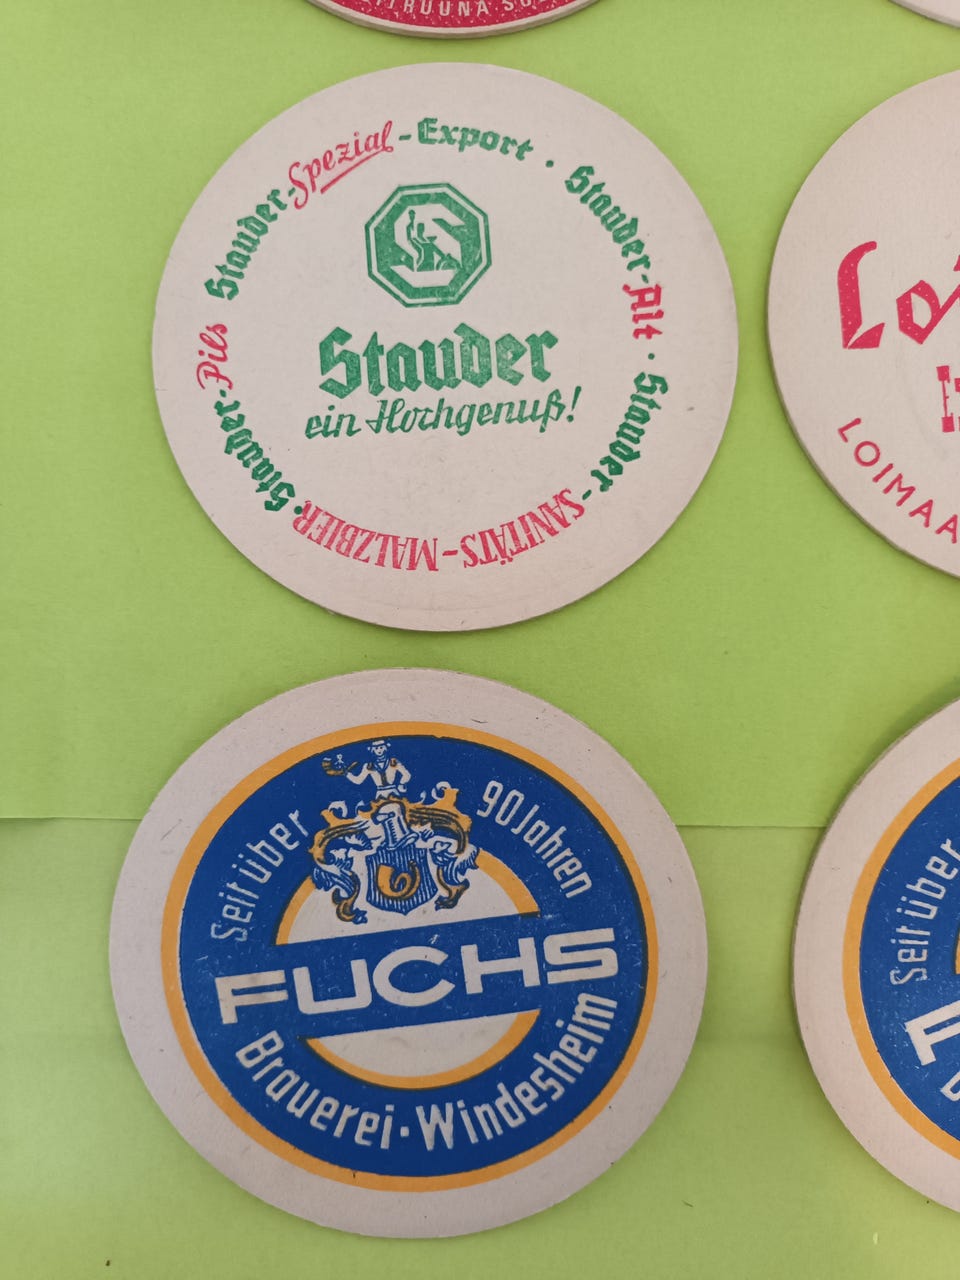 Stauder-Spezial-Export · Stauder-Alt · Stauder-SANITÄTS-MALZBIER · Stauder-Pils
S
Stauder
ein Hochgenuß!
LOIMAA
Seit über 90 Jahren
FUCHS
Brauerei · Windesheim
Seit über
F